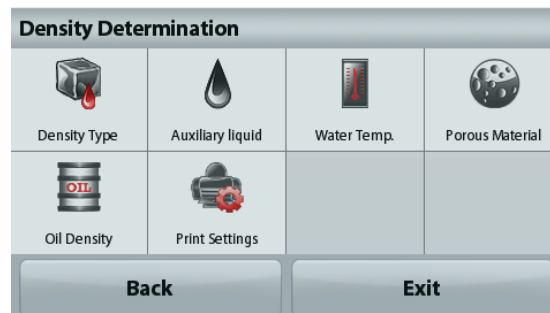 Density Determination
Density Type
Auxiliary liquid
Water Temp.
Porous Material
OIL
Oil Density
Print Settings
Back
Exit